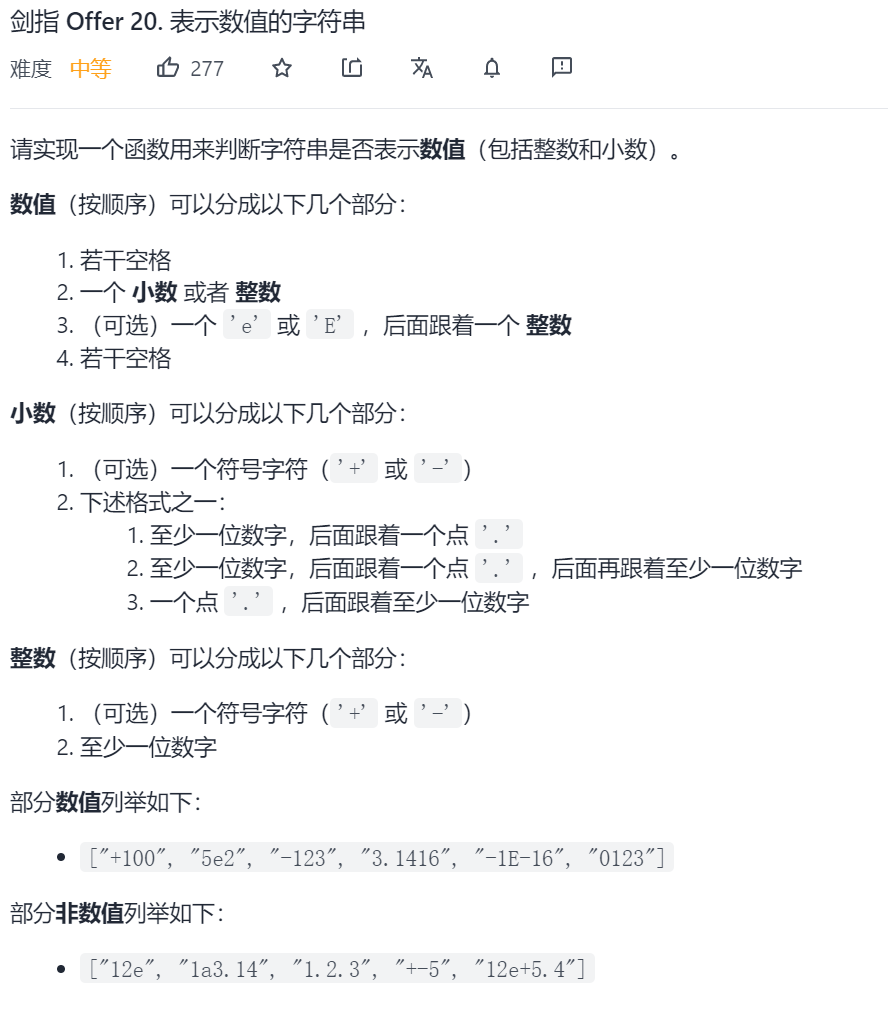 剑指 Offer 20. 表示数值的字符串
难度 中等 277
请实现一个函数用来判断字符串是否表示数值（包括整数和小数）。
数值（按顺序）可以分成以下几个部分：
1. 若干空格
2. 一个 小数 或者 整数
3. （可选）一个 'e' 或 'E' ，后面跟着一个 整数
4. 若干空格
小数（按顺序）可以分成以下几个部分：
1. （可选）一个符号字符（'+' 或 '-'）
2. 下述格式之一：
1. 至少一位数字，后面跟着一个点 '.'
2. 至少一位数字，后面跟着一个点 '.' ，后面再跟着至少一位数字
3. 一个点 '.' ，后面跟着至少一位数字
整数（按顺序）可以分成以下几个部分：
1. （可选）一个符号字符（'+' 或 '-'）
2. 至少一位数字
部分数值列举如下：
• ["+100", "5e2", "-123", "3.1416", "-1E-16", "0123"]
部分非数值列举如下：
• ["12e", "1a3.14", "1.2.3", "+-5", "12e+5.4"]